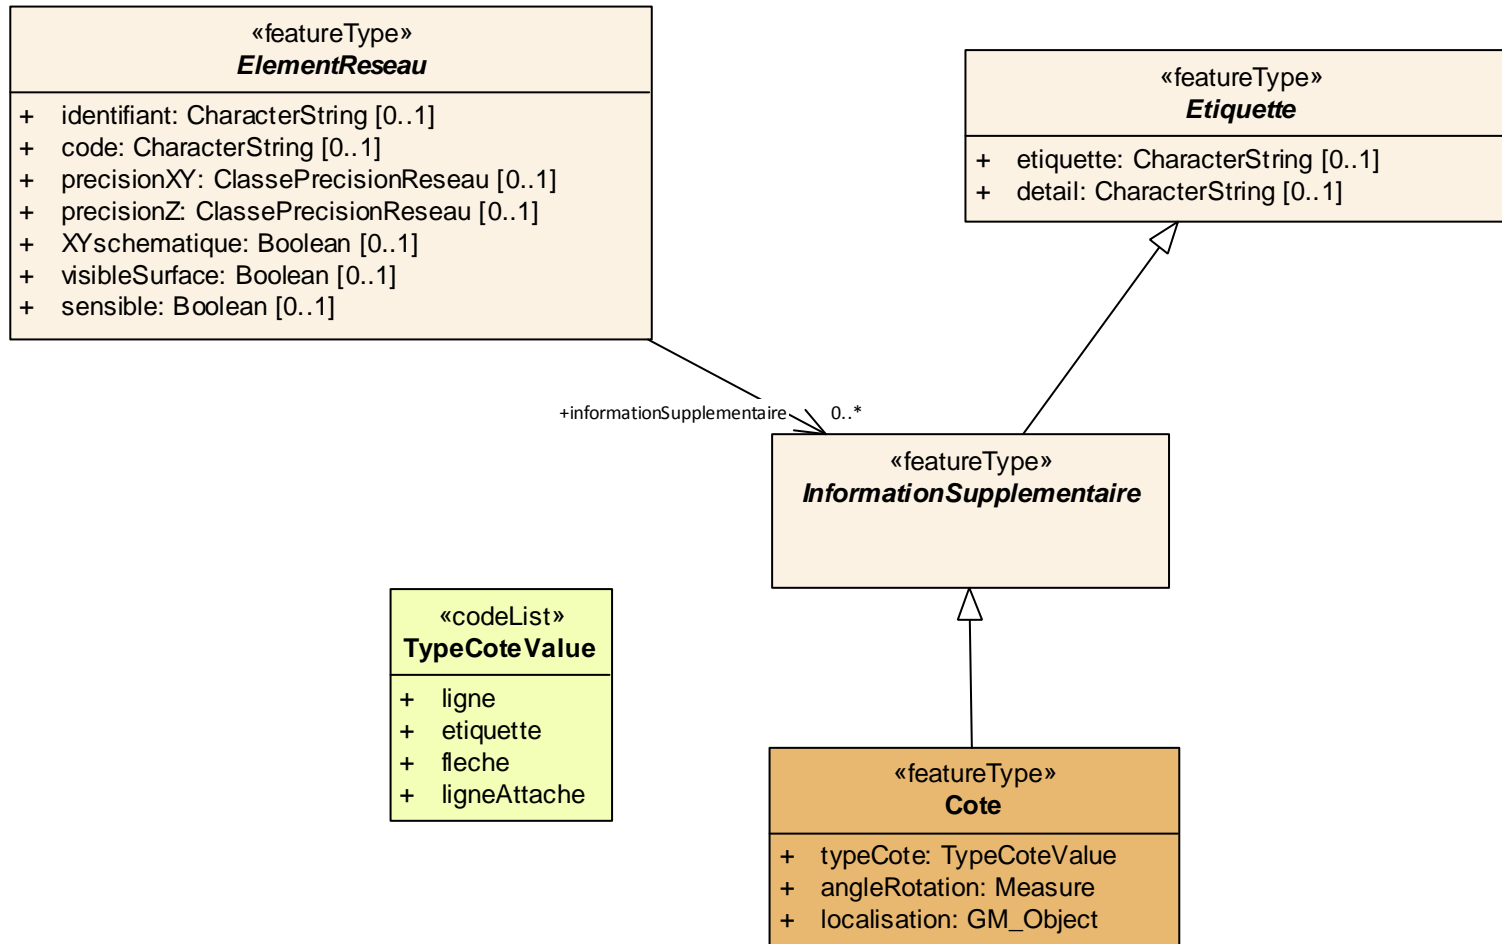 «featureType»
ElementReseau
+ identifiant: CharacterString [0..1]
+ code: CharacterString [0..1]
+ precisionXY: ClassePrecisionReseau [0..1]
+ precisionZ: ClassePrecisionReseau [0..1]
+ XYschematique: Boolean [0..1]
+ visibleSurface: Boolean [0..1]
+ sensible: Boolean [0..1]
«featureType»
Etiquette
+ etiquette: CharacterString [0..1]
+ detail: CharacterString [0..1]
+informationSupplementaire 0..*
«featureType»
InformationSupplementaire
«codeList»
TypeCoteValue
+ ligne
+ etiquette
+ fleche
+ ligneAttache
«featureType»
Cote
+ typeCote: TypeCoteValue
+ angleRotation: Measure
+ localisation: GM_Object